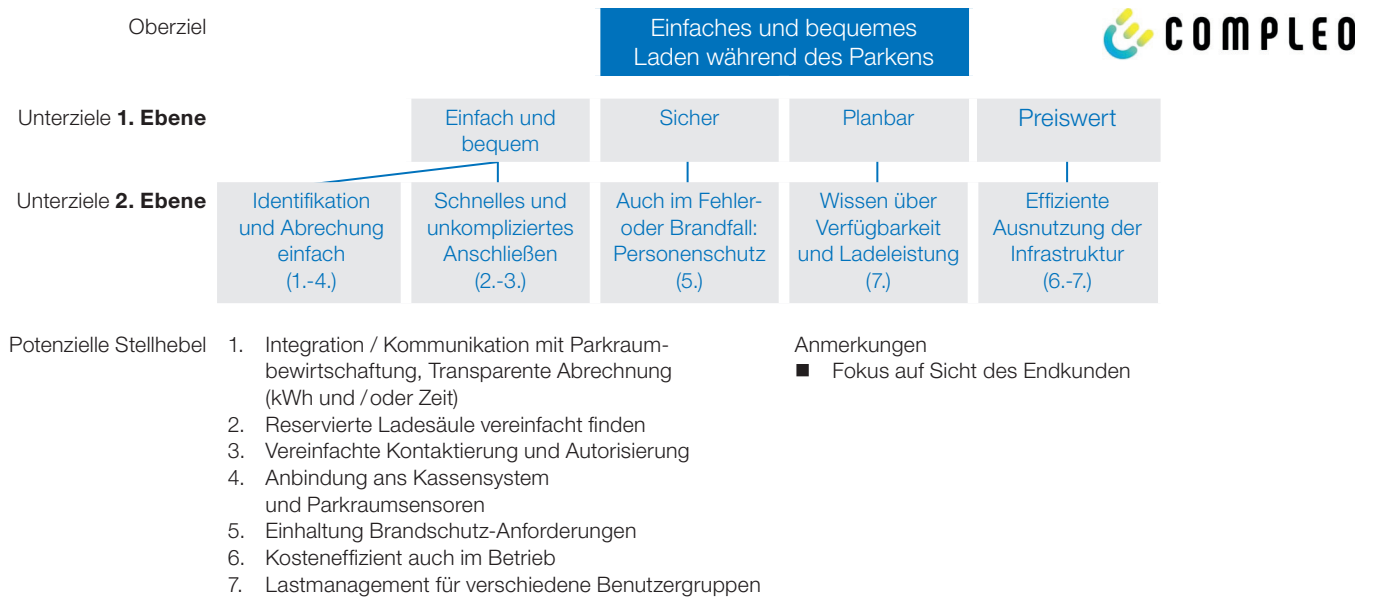 Oberziel
Einfaches und bequemes
Laden während des Parkens
COMPLEO
Unterziele 1. Ebene
Einfach und
bequem
Sicher
Planbar
Preiswert
Unterziele 2. Ebene
Identifikation
und Abrechung
einfach
(1.-4.)
Schnelles und
unkompliziertes
Anschließen
(2.-3.)
Auch im Fehler-
oder Brandfall:
Personenschutz
(5.)
Wissen über
Verfügbarkeit
und Ladeleistung
(7.)
Effiziente
Ausnutzung der
Infrastruktur
(6.-7.)
Potenzielle Stellhebel
1. Integration / Kommunikation mit Parkraum-
bewirtschaftung, Transparente Abrechnung
(kWh und / oder Zeit)
2. Reservierte Ladesäule vereinfacht finden
3. Vereinfachte Kontaktierung und Autorisierung
4. Anbindung ans Kassensystem
und Parkraumsensoren
5. Einhaltung Brandschutz-Anforderungen
6. Kosteneffizient auch im Betrieb
7. Lastmanagement für verschiedene Benutzergruppen
Anmerkungen
■ Fokus auf Sicht des Endkunden